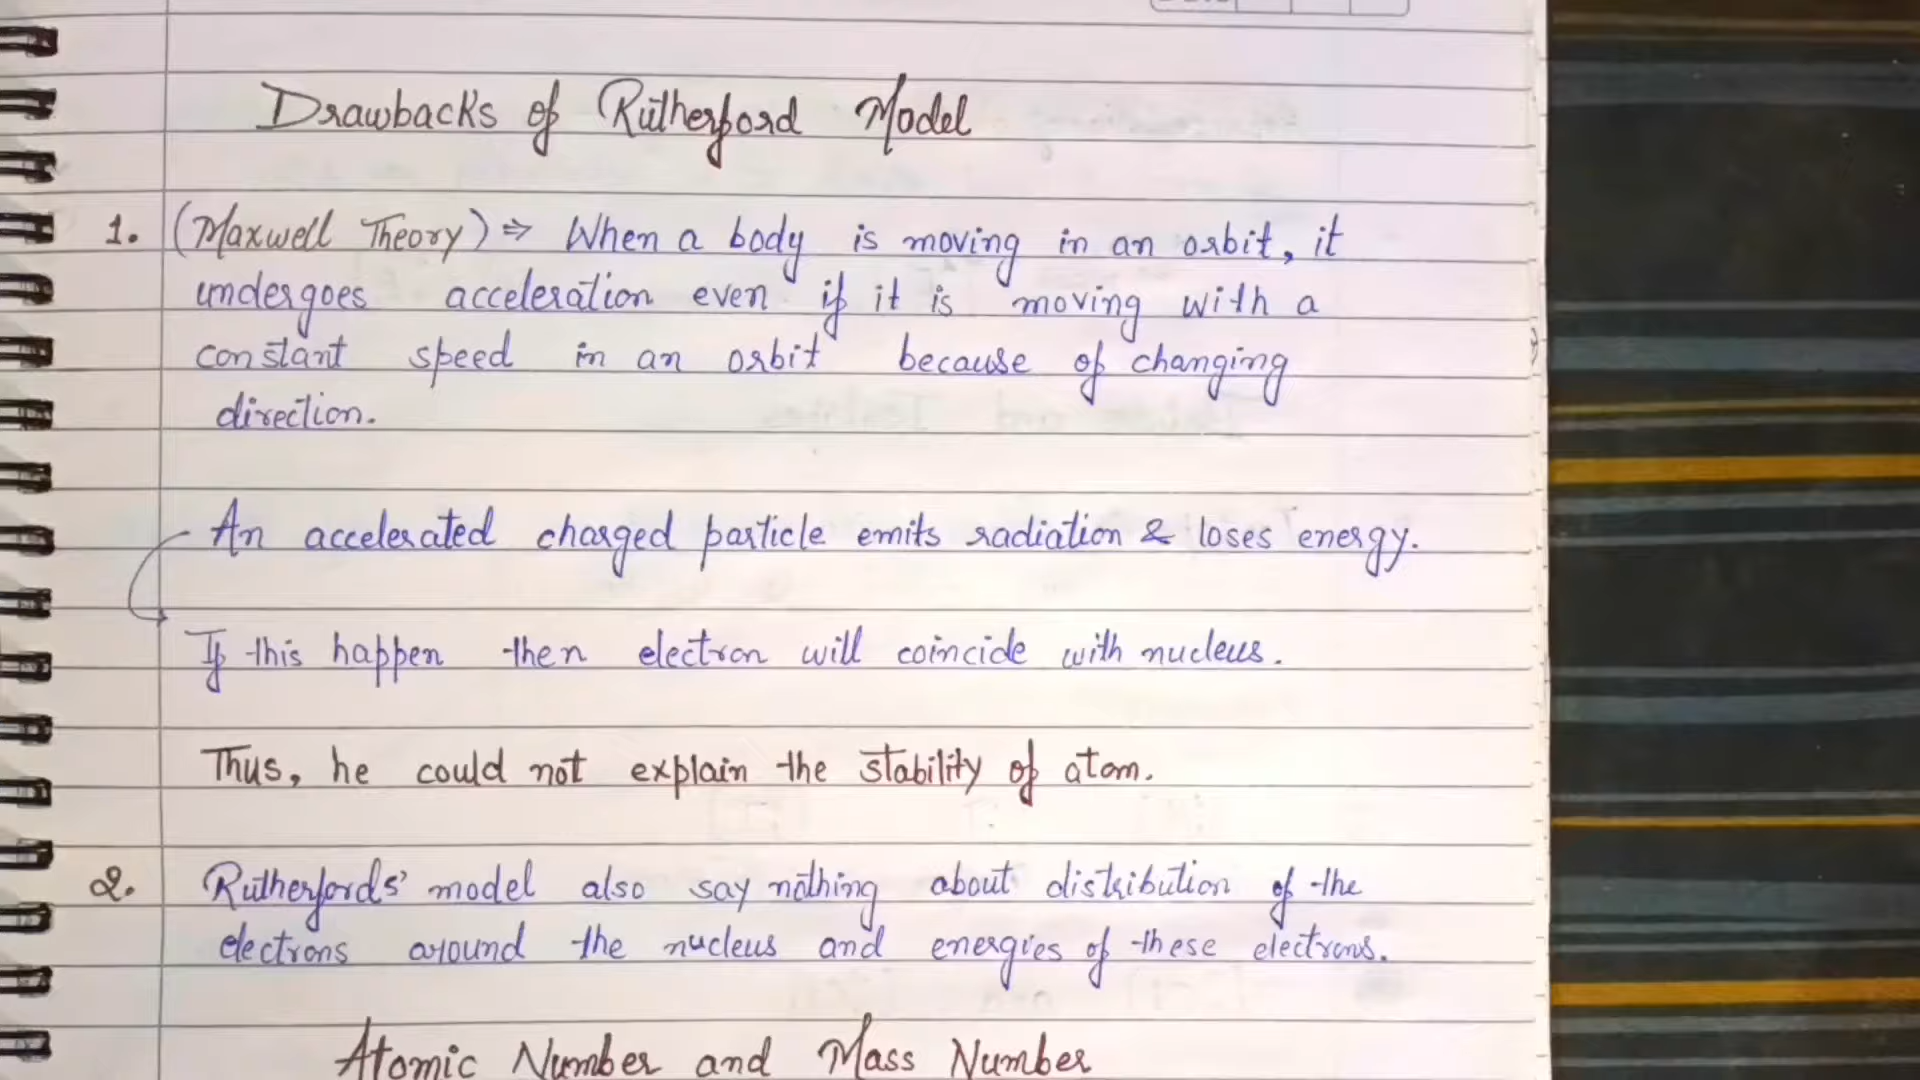 Drawbacks of Rutherford Model
1. (Maxwell Theory) ⇒ When a body is moving in an orbit, it
undergoes acceleration even if it is moving with a
constant speed in an orbit because of changing
direction.
An accelerated charged particle emits radiation & loses energy.
If this happen then electron will coincide with nucleus.
Thus, he could not explain the stability of atom.
2. Rutherfords' model also say nothing about distribution of the
electrons around the nucleus and energies of these electrons.
Atomic Number and Mass Number